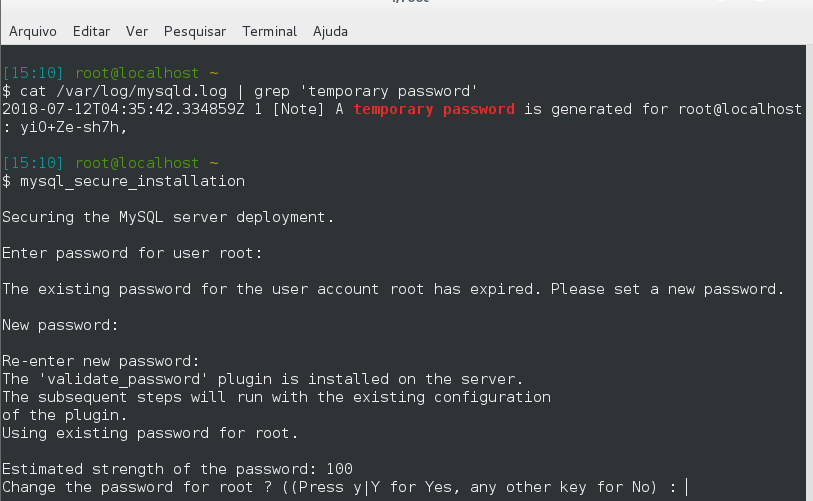 Arquivo Editar Ver Pesquisar Terminal Ajuda
[15:10] root@localhost ~
$ cat /var/log/mysqld.log | grep 'temporary password'
2018-07-12T04:35:42.334859Z 1 [Note] A temporary password is generated for root@localhost
: yiO+Ze-sh7h,
[15:10] root@localhost ~
$ mysql_secure_installation
Securing the MySQL server deployment.
Enter password for user root:
The existing password for the user account root has expired. Please set a new password.
New password:
Re-enter new password:
The 'validate_password' plugin is installed on the server.
The subsequent steps will run with the existing configuration
of the plugin.
Using existing password for root.
Estimated strength of the password: 100
Change the password for root ? ((Press y|Y for Yes, any other key for No) :